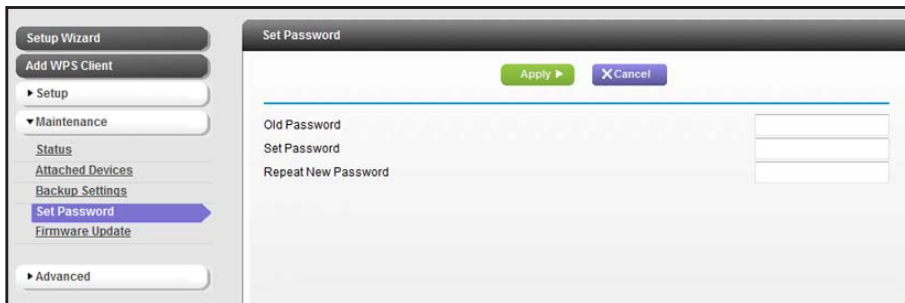 Setup Wizard
Add WPS Client
Setup
Maintenance
Status
Attached Devices
Backup Settings
Set Password
Firmware Update
Advanced
Set Password
Apply
Cancel
Old Password
Set Password
Repeat New Password